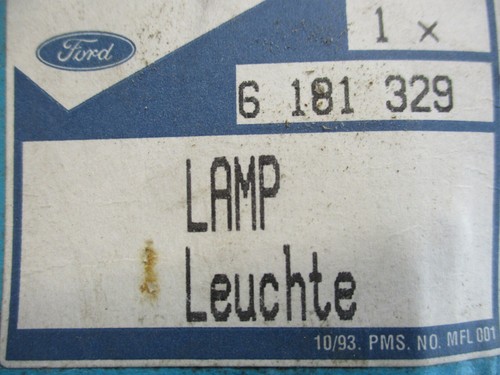 Ford
1 ×
6 181 329
LAMP
Leuchte
10/93. PMS. NO. MFL 001